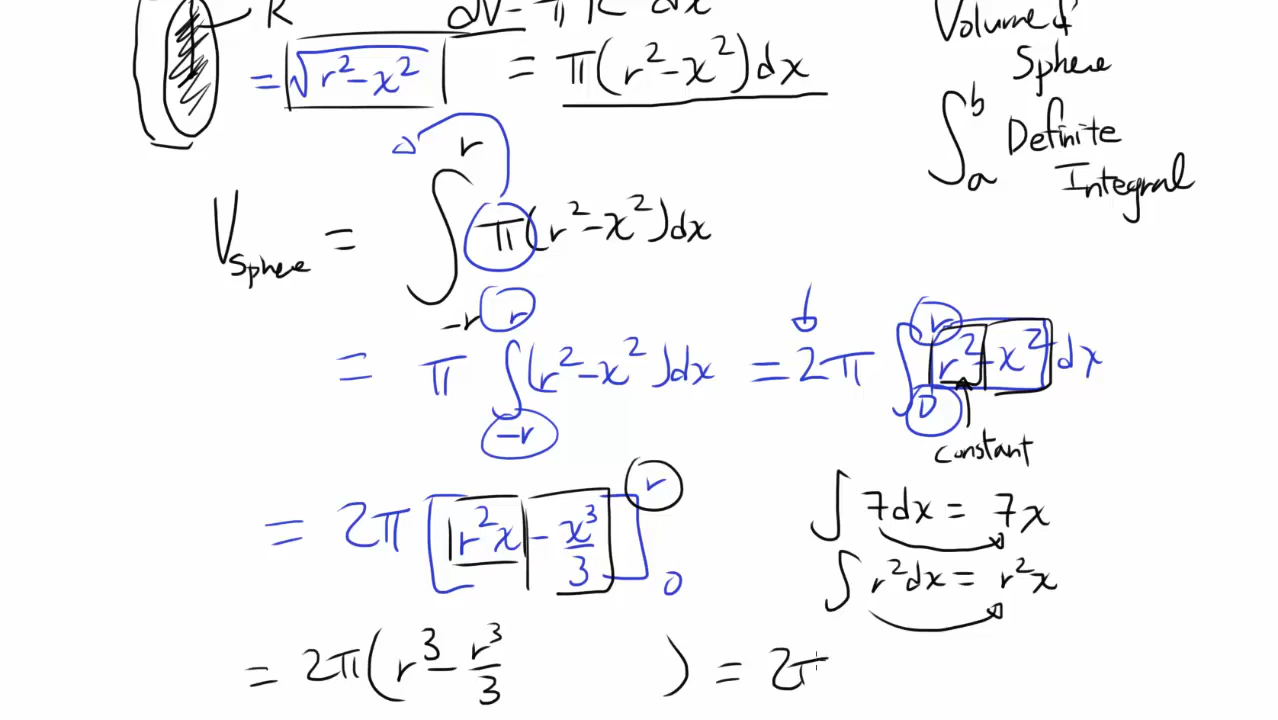 R dV = πR² dx
= √r²-x² = π(r²-x²)dx
Volume of
Sphere
∫ₐᵇ Definite
Integral
V_Sphere = ∫₋ᵣʳ π(r²-x²)dx
= π ∫₋ᵣʳ (r²-x²)dx = 2π ∫₀ʳ r²-x² dx
constant
= 2π [r²x - x³/3]₀ʳ
∫ 7dx = 7x
∫ r²dx = r²x
= 2π(r³ - r³/3 ) = 2π